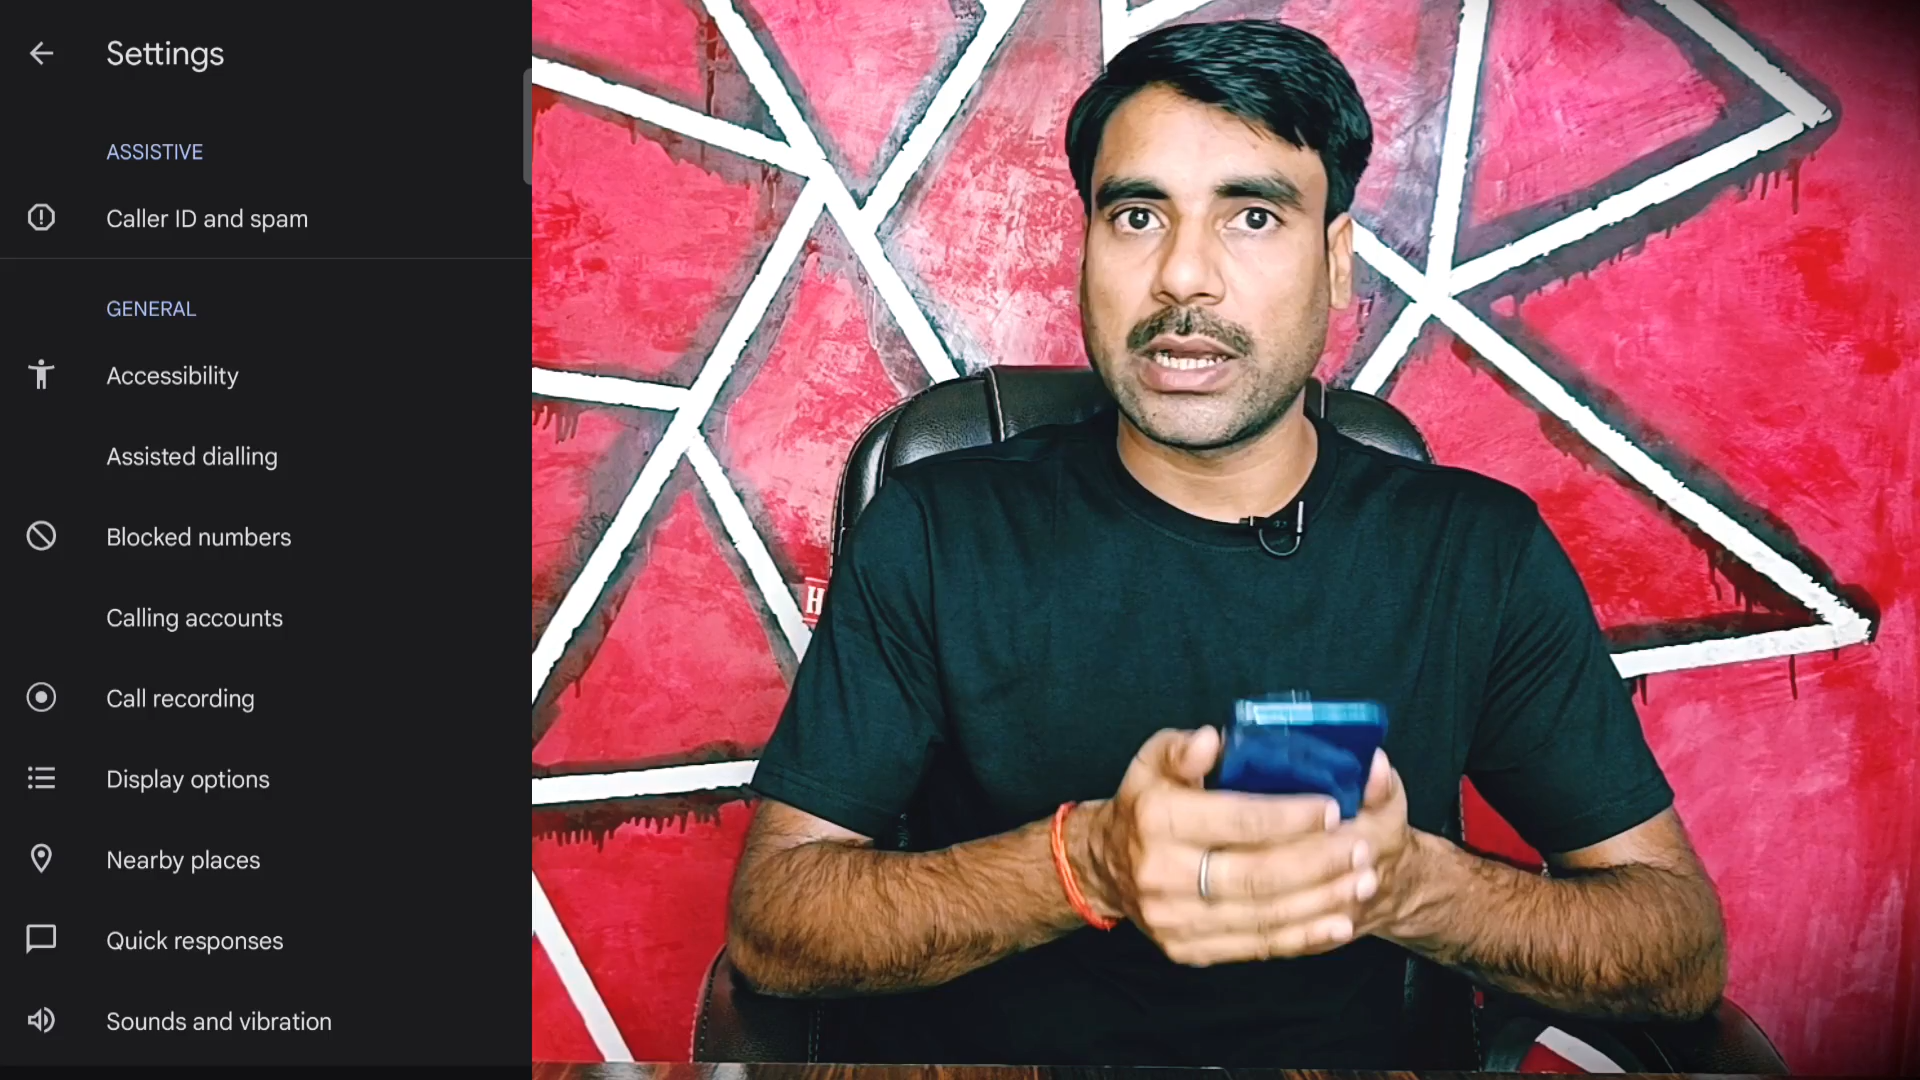 Settings
ASSISTIVE
Caller ID and spam
GENERAL
Accessibility
Assisted dialling
Blocked numbers
Calling accounts
Call recording
Display options
Nearby places
Quick responses
Sounds and vibration
H